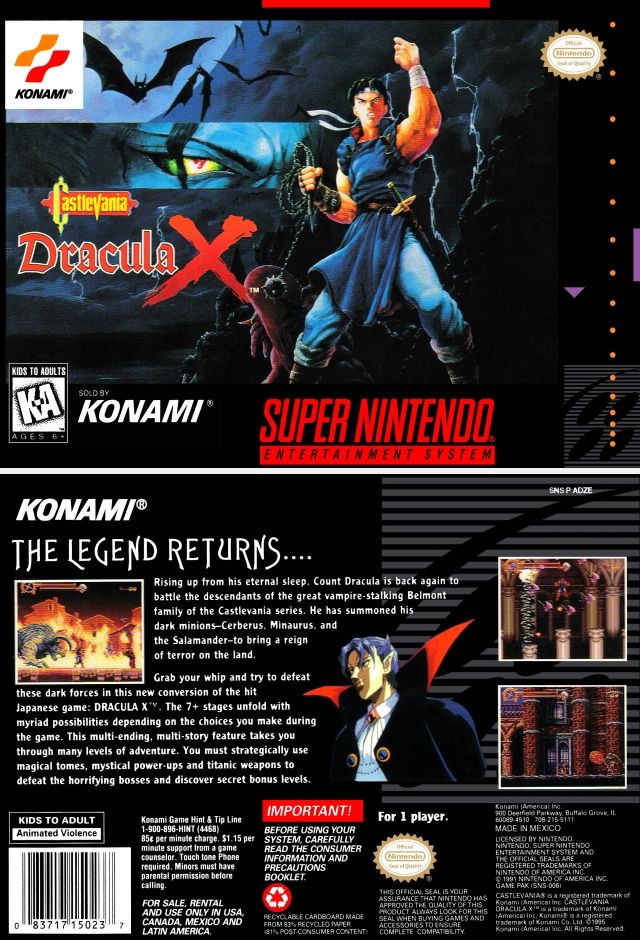 KONAMI®
Official
Nintendo
Seal of Quality
Castlevania
Dracula X
TM
KIDS TO ADULTS
K-A
AGES 6+
SOLD BY
KONAMI®
SUPER NINTENDO®
ENTERTAINMENT SYSTEM
SNS P ADZE
KONAMI®
THE LEGEND RETURNS....
Rising up from his eternal sleep, Count Dracula is back again to
battle the descendants of the great vampire-stalking Belmont
family of the Castlevania series. He has summoned his
dark minions–Cerberus, Minaurus, and
the Salamander–to bring a reign
of terror on the land.
Grab your whip and try to defeat
these dark forces in this new conversion of the hit
Japanese game: DRACULA X™. The 7+ stages unfold with
myriad possibilities depending on the choices you make during
the game. This multi-ending, multi-story feature takes you
through many levels of adventure. You must strategically use
magical tomes, mystical power-ups and titanic weapons to
defeat the horrifying bosses and discover secret bonus levels.
KIDS TO ADULT
Animated Violence
0 83717 15023 7
Konami Game Hint & Tip Line
1-900-896-HINT (4468)
85¢ per minute charge. $1.15 per
minute support from a game
counselor. Touch tone Phone
required. Minors must have
parental permission before
calling.
FOR SALE, RENTAL
AND USE ONLY IN USA,
CANADA, MEXICO AND
LATIN AMERICA.
IMPORTANT!
BEFORE USING YOUR
SYSTEM, CAREFULLY
READ THE CONSUMER
INFORMATION AND
PRECAUTIONS
BOOKLET.
RECYCLABLE CARDBOARD MADE
FROM 83% RECYCLED PAPER
(81% POST-CONSUMER CONTENT)
For 1 player.
Official
Nintendo
Seal of Quality
THIS OFFICIAL SEAL IS YOUR
ASSURANCE THAT NINTENDO HAS
APPROVED THE QUALITY OF THIS
PRODUCT. ALWAYS LOOK FOR THIS
SEAL WHEN BUYING GAMES AND
ACCESSORIES TO ENSURE
COMPLETE COMPATIBILITY.
Konami (America) Inc.
900 Deerfield Parkway, Buffalo Grove, IL
60089-4510 708-215-5111
MADE IN MEXICO
LICENSED BY NINTENDO.
NINTENDO, SUPER NINTENDO
ENTERTAINMENT SYSTEM AND
THE OFFICIAL SEALS ARE
REGISTERED TRADEMARKS OF
NINTENDO OF AMERICA INC.
© 1991 NINTENDO OF AMERICA INC.
GAME PAK (SNS-006)
CASTLEVANIA® is a registered trademark of
Konami (America) Inc. CASTLEVANIA
DRACULA X™ is a trademark of Konami
(America) Inc. Konami® is a registered
trademark of Konami Co. Ltd. ©1995
Konami (America) Inc. All Rights Reserved.